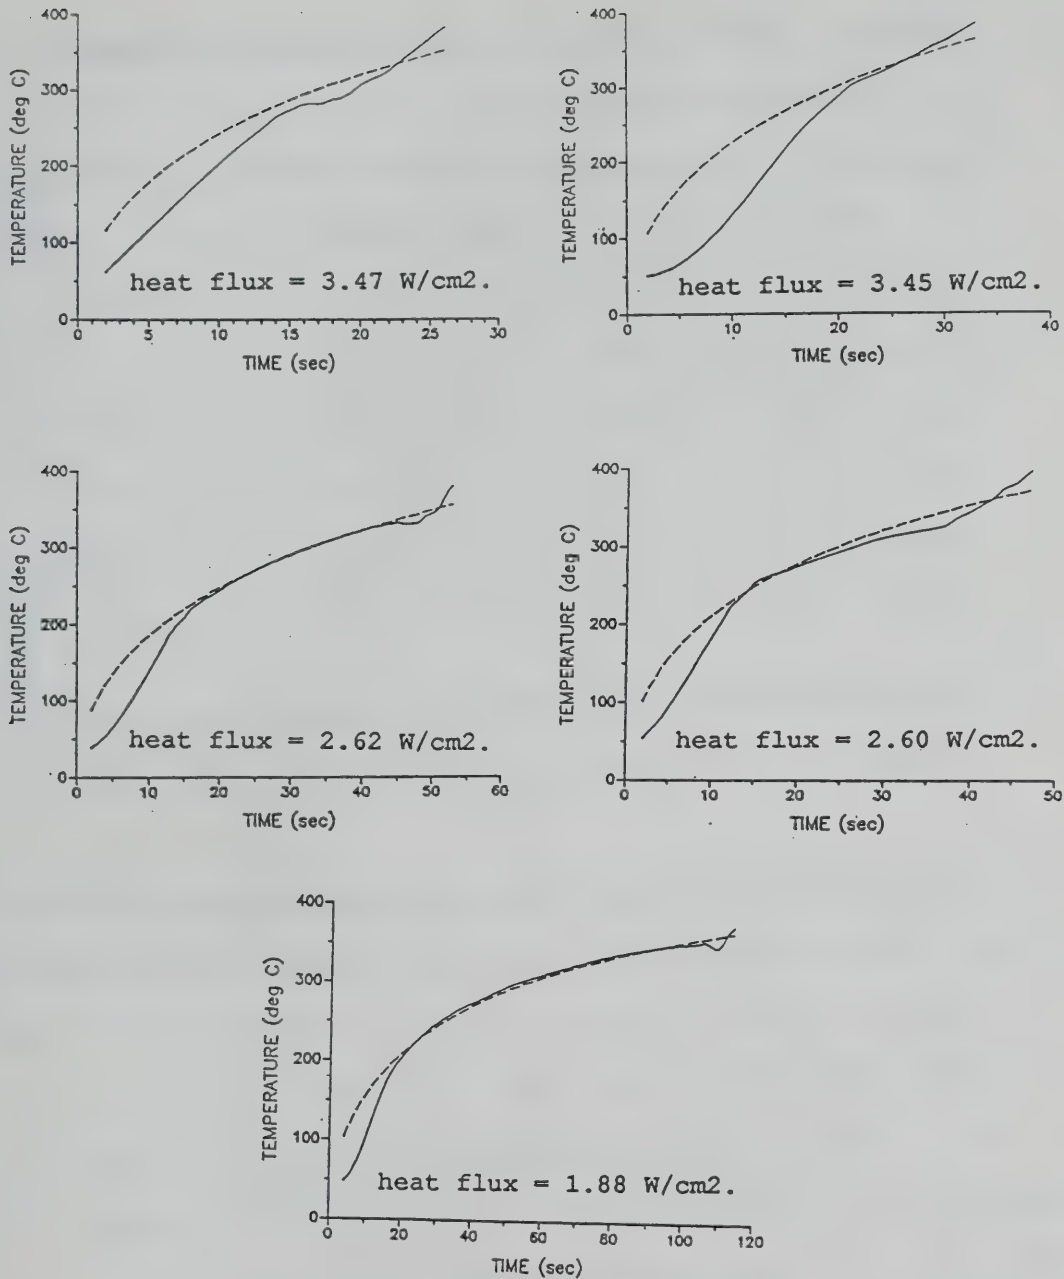 400
300
200
100
0
TEMPERATURE (deg C)
heat flux = 3.47 W/cm2.
0 5 10 15 20 25 30
TIME (sec)
400
300
200
100
0
TEMPERATURE (deg C)
heat flux = 3.45 W/cm2.
0 10 20 30 40
TIME (sec)
400
300
200
100
0
TEMPERATURE (deg C)
heat flux = 2.62 W/cm2.
0 10 20 30 40 50 60
TIME (sec)
400
300
200
100
0
TEMPERATURE (deg C)
heat flux = 2.60 W/cm2.
0 10 20 30 40 50
TIME (sec)
400
300
200
100
0
TEMPERATURE (deg C)
heat flux = 1.88 W/cm2.
0 20 40 60 80 100 120
TIME (sec)